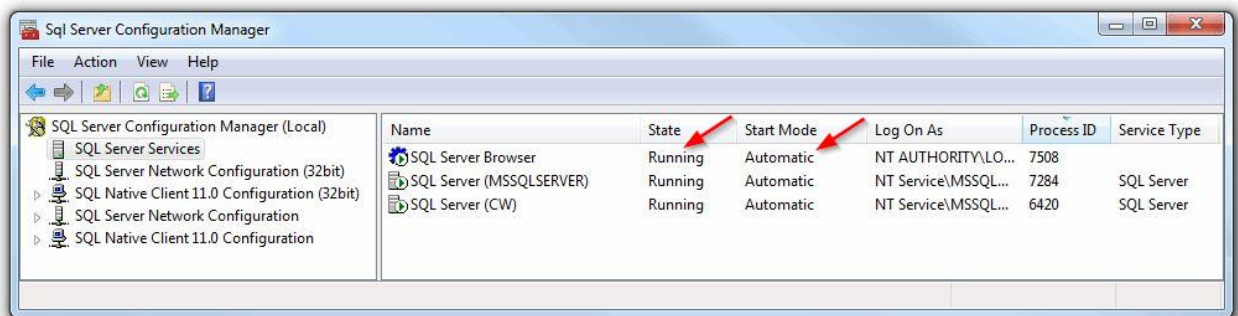 Sql Server Configuration Manager
File Action View Help
SQL Server Configuration Manager (Local)
SQL Server Services
SQL Server Network Configuration (32bit)
SQL Native Client 11.0 Configuration (32bit)
SQL Server Network Configuration
SQL Native Client 11.0 Configuration
Name State Start Mode Log On As Process ID Service Type
SQL Server Browser Running Automatic NT AUTHORITY\LO... 7508
SQL Server (MSSQLSERVER) Running Automatic NT Service\MSSQL... 7284 SQL Server
SQL Server (CW) Running Automatic NT Service\MSSQL... 6420 SQL Server